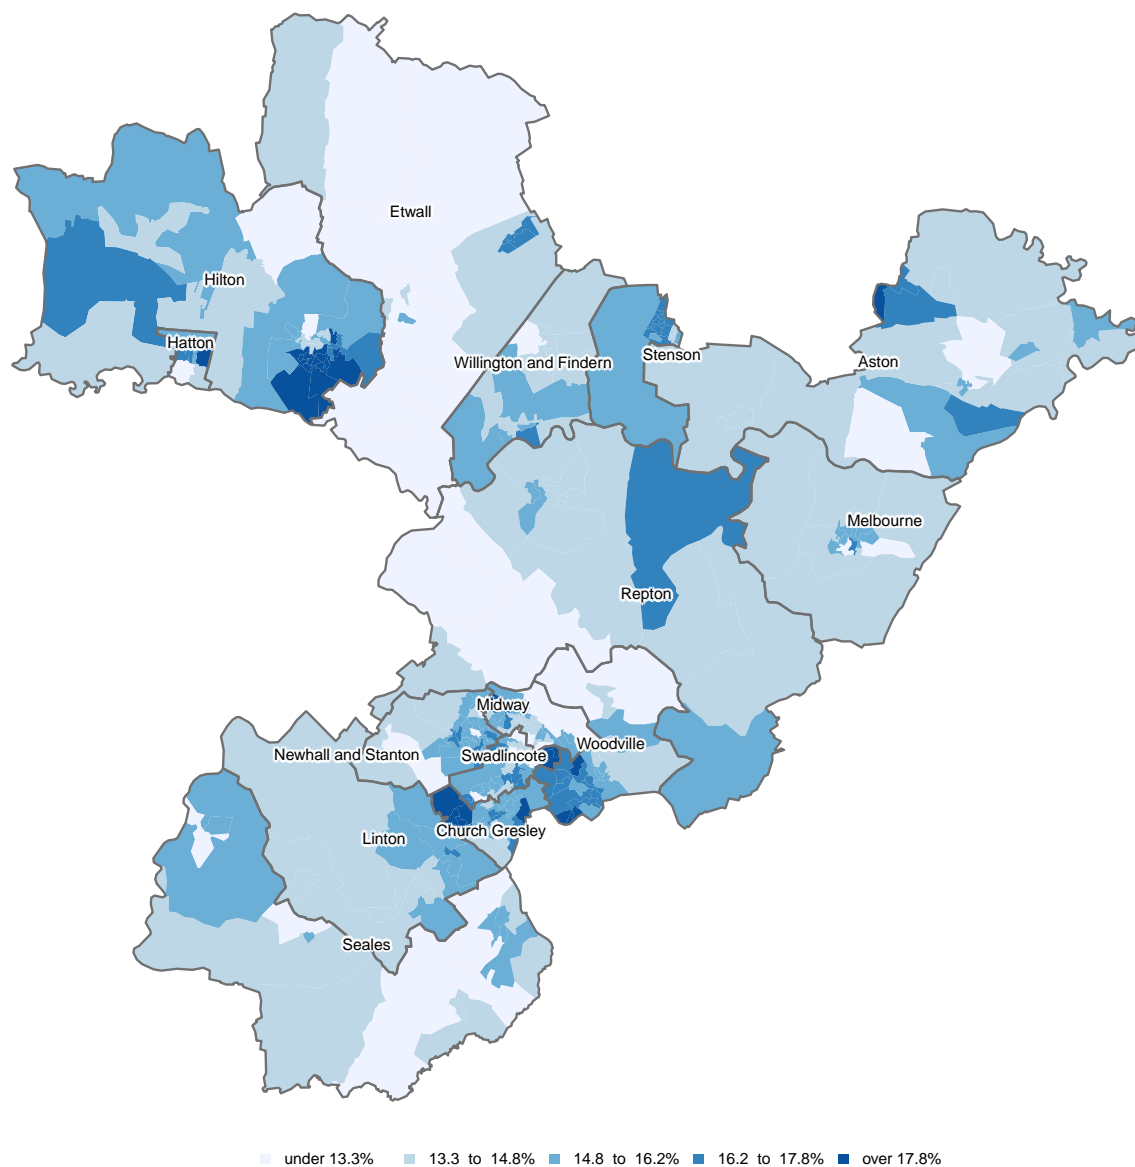 Etwall
Hilton
Hatton
Willington and Findern
Stenson
Aston
Melbourne
Repton
Midway
Newhall and Stanton
Swadlincote
Woodville
Linton
Church Gresley
Seales
under 13.3% 13.3 to 14.8% 14.8 to 16.2% 16.2 to 17.8% over 17.8%